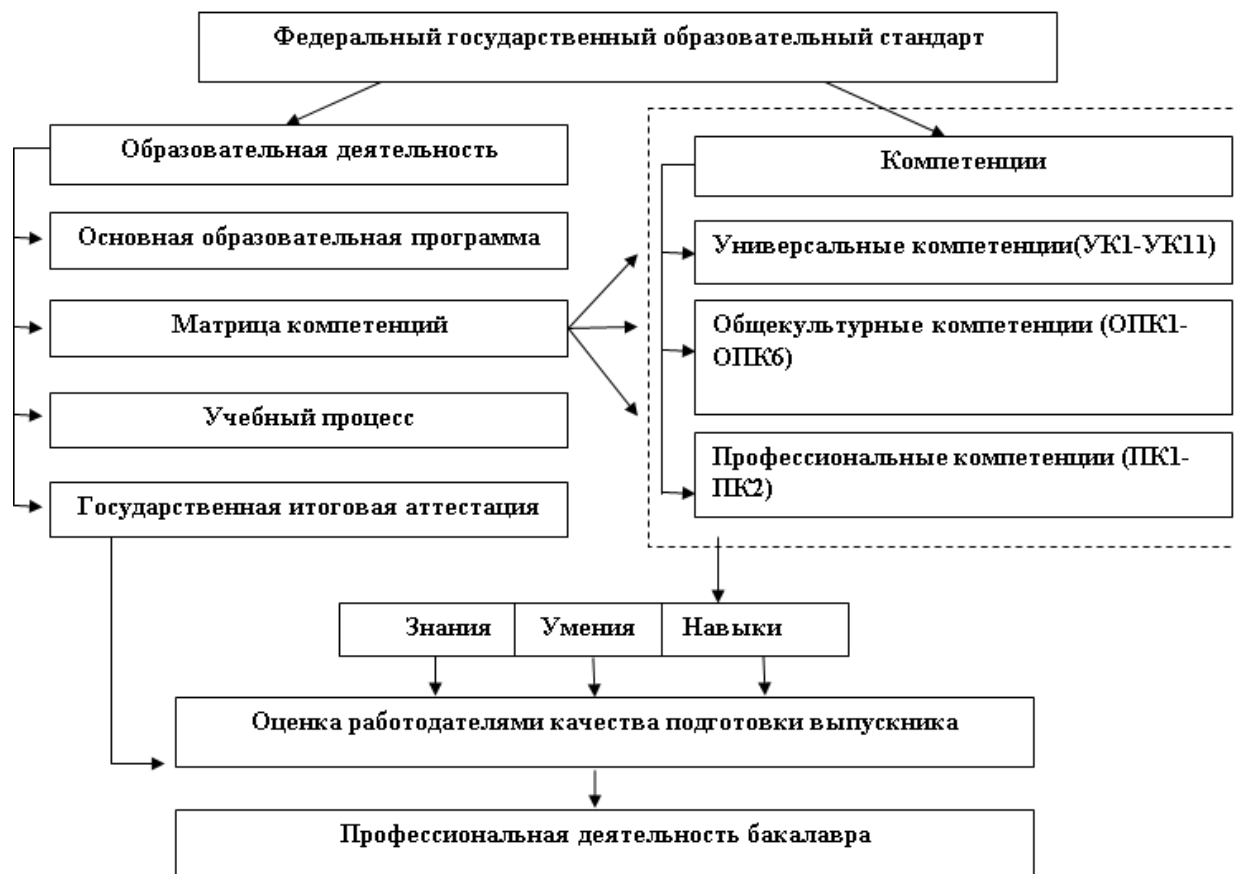 Федеральный государственный образовательный стандарт
Образовательная деятельность
Компетенции
Основная образовательная программа
Универсальные компетенции(УК1-УК11)
Матрица компетенций
Общекультурные компетенции (ОПК1-
ОПК6)
Учебный процесс
Профессиональные компетенции (ПК1-
ПК2)
Государственная итоговая аттестация
Знания Умения Навыки
Оценка работодателями качества подготовки выпускника
Профессиональная деятельность бакалавра